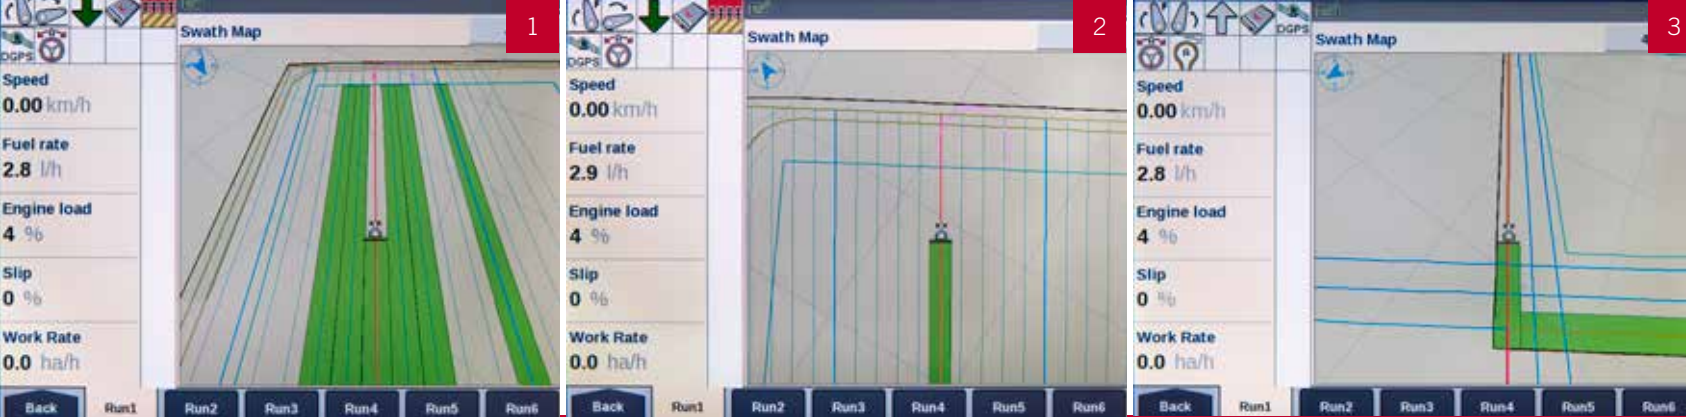 1
DGPS
Swath Map
Speed
0.00 km/h
Fuel rate
2.8 l/h
Engine load
4 %
Slip
0 %
Work Rate
0.0 ha/h
Back Run1 Run2 Run3 Run4 Run5 Run6
2
DGPS
Swath Map
Speed
0.00 km/h
Fuel rate
2.9 l/h
Engine load
4 %
Slip
0 %
Work Rate
0.0 ha/h
Back Run1 Run2 Run3 Run4 Run5 Run6
3
DGPS
Swath Map
4
Speed
0.00 km/h
Fuel rate
2.8 l/h
Engine load
4 %
Slip
0 %
Work Rate
0.0 ha/h
Back Run1 Run2 Run3 Run4 Run5 Run6